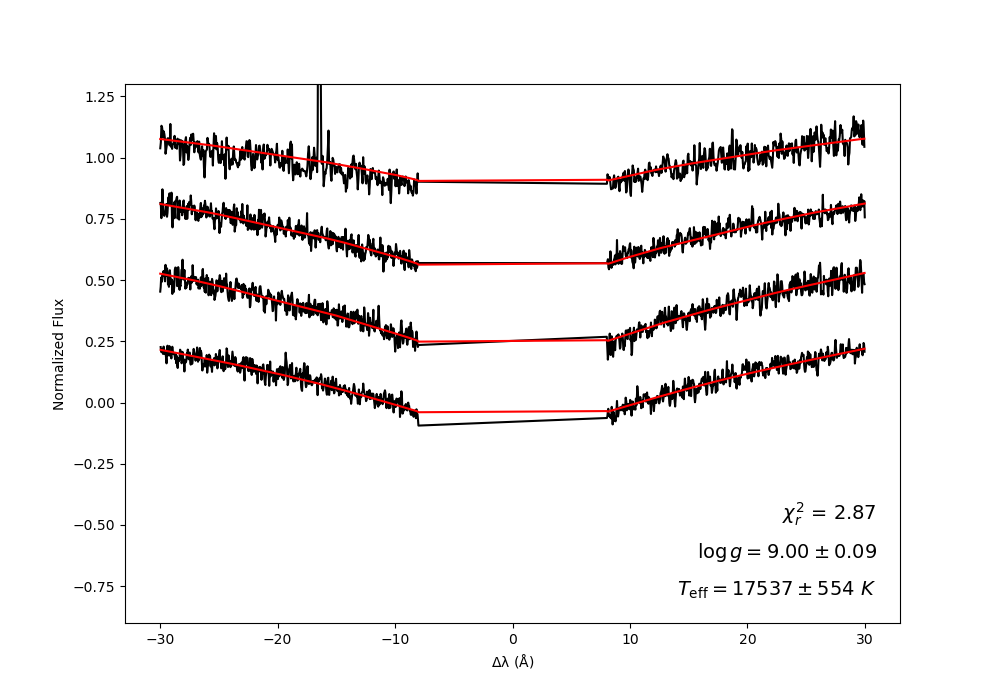 1.25
1.00
0.75
0.50
0.25
0.00
−0.25
−0.50
−0.75
Normalized Flux
χ²ᵣ = 2.87
log g = 9.00 ± 0.09
T_eff = 17537 ± 554 K
−30 −20 −10 0 10 20 30
Δλ (Å)